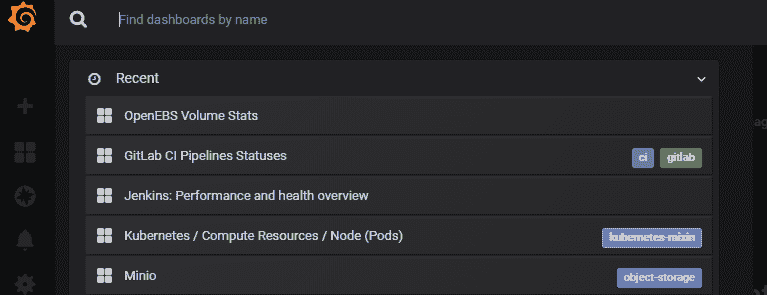 Find dashboards by name
Recent
OpenEBS Volume Stats
GitLab CI Pipelines Statuses ci gitlab
Jenkins: Performance and health overview
Kubernetes / Compute Resources / Node (Pods) kubernetes-mixin
Minio object-storage